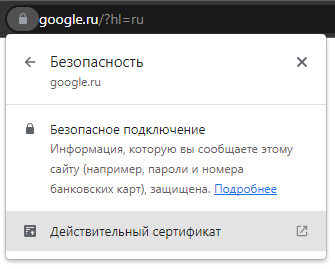 google.ru/?hl=ru
Безопасность
google.ru
Безопасное подключение
Информация, которую вы сообщаете этому
сайту (например, пароли и номера
банковских карт), защищена. Подробнее
Действительный сертификат